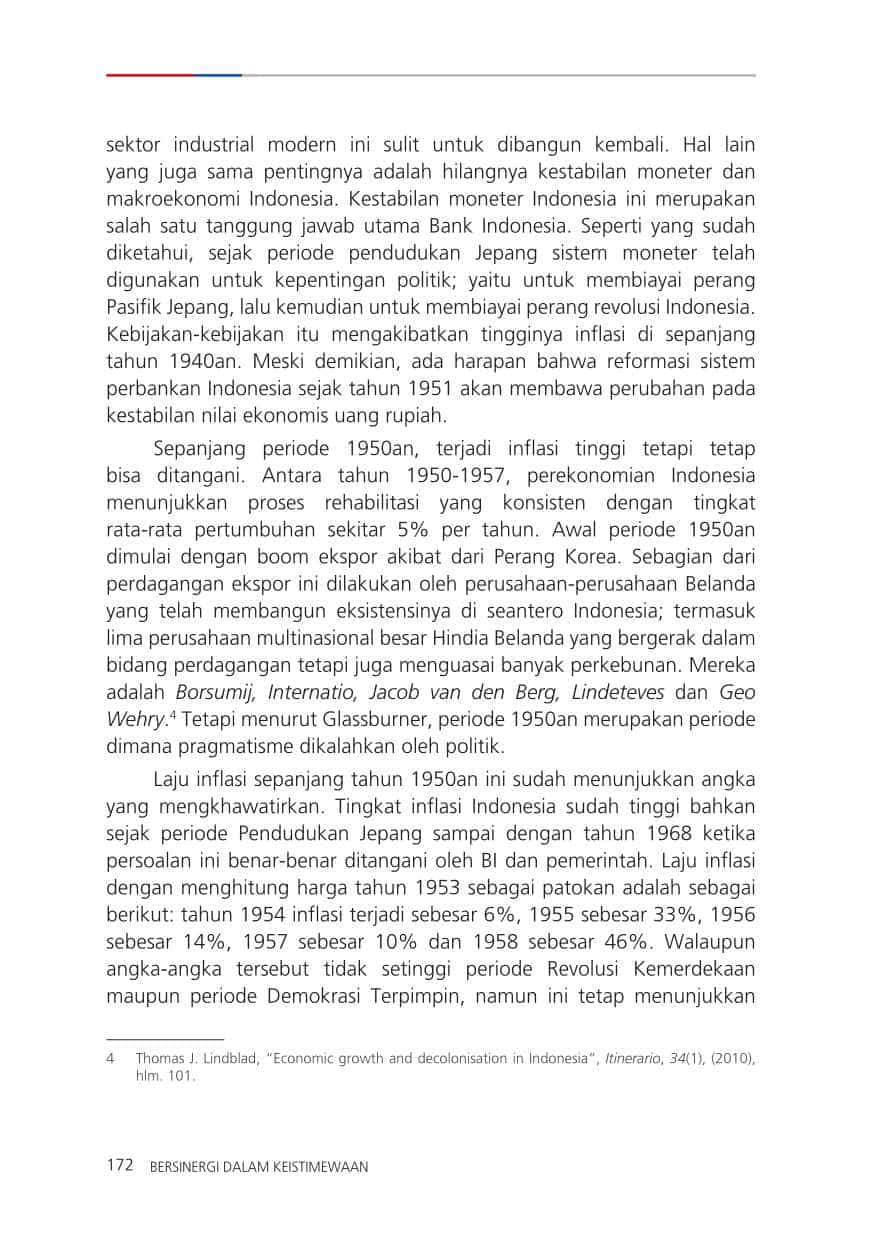 sektor industrial modern ini sulit untuk dibangun kembali. Hal lain
yang juga sama pentingnya adalah hilangnya kestabilan moneter dan
makroekonomi Indonesia. Kestabilan moneter Indonesia ini merupakan
salah satu tanggung jawab utama Bank Indonesia. Seperti yang sudah
diketahui, sejak periode pendudukan Jepang sistem moneter telah
digunakan untuk kepentingan politik; yaitu untuk membiayai perang
Pasifik Jepang, lalu kemudian untuk membiayai perang revolusi Indonesia.
Kebijakan-kebijakan itu mengakibatkan tingginya inflasi di sepanjang
tahun 1940an. Meski demikian, ada harapan bahwa reformasi sistem
perbankan Indonesia sejak tahun 1951 akan membawa perubahan pada
kestabilan nilai ekonomis uang rupiah.
Sepanjang periode 1950an, terjadi inflasi tinggi tetapi tetap
bisa ditangani. Antara tahun 1950-1957, perekonomian Indonesia
menunjukkan proses rehabilitasi yang konsisten dengan tingkat
rata-rata pertumbuhan sekitar 5% per tahun. Awal periode 1950an
dimulai dengan boom ekspor akibat dari Perang Korea. Sebagian dari
perdagangan ekspor ini dilakukan oleh perusahaan-perusahaan Belanda
yang telah membangun eksistensinya di seantero Indonesia; termasuk
lima perusahaan multinasional besar Hindia Belanda yang bergerak dalam
bidang perdagangan tetapi juga menguasai banyak perkebunan. Mereka
adalah Borsumij, Internatio, Jacob van den Berg, Lindeteves dan Geo
Wehry.4 Tetapi menurut Glassburner, periode 1950an merupakan periode
dimana pragmatisme dikalahkan oleh politik.
Laju inflasi sepanjang tahun 1950an ini sudah menunjukkan angka
yang mengkhawatirkan. Tingkat inflasi Indonesia sudah tinggi bahkan
sejak periode Pendudukan Jepang sampai dengan tahun 1968 ketika
persoalan ini benar-benar ditangani oleh BI dan pemerintah. Laju inflasi
dengan menghitung harga tahun 1953 sebagai patokan adalah sebagai
berikut: tahun 1954 inflasi terjadi sebesar 6%, 1955 sebesar 33%, 1956
sebesar 14%, 1957 sebesar 10% dan 1958 sebesar 46%. Walaupun
angka-angka tersebut tidak setinggi periode Revolusi Kemerdekaan
maupun periode Demokrasi Terpimpin, namun ini tetap menunjukkan
4 Thomas J. Lindblad, “Economic growth and decolonisation in Indonesia”, Itinerario, 34(1), (2010),
hlm. 101.
172 BERSINERGI DALAM KEISTIMEWAAN